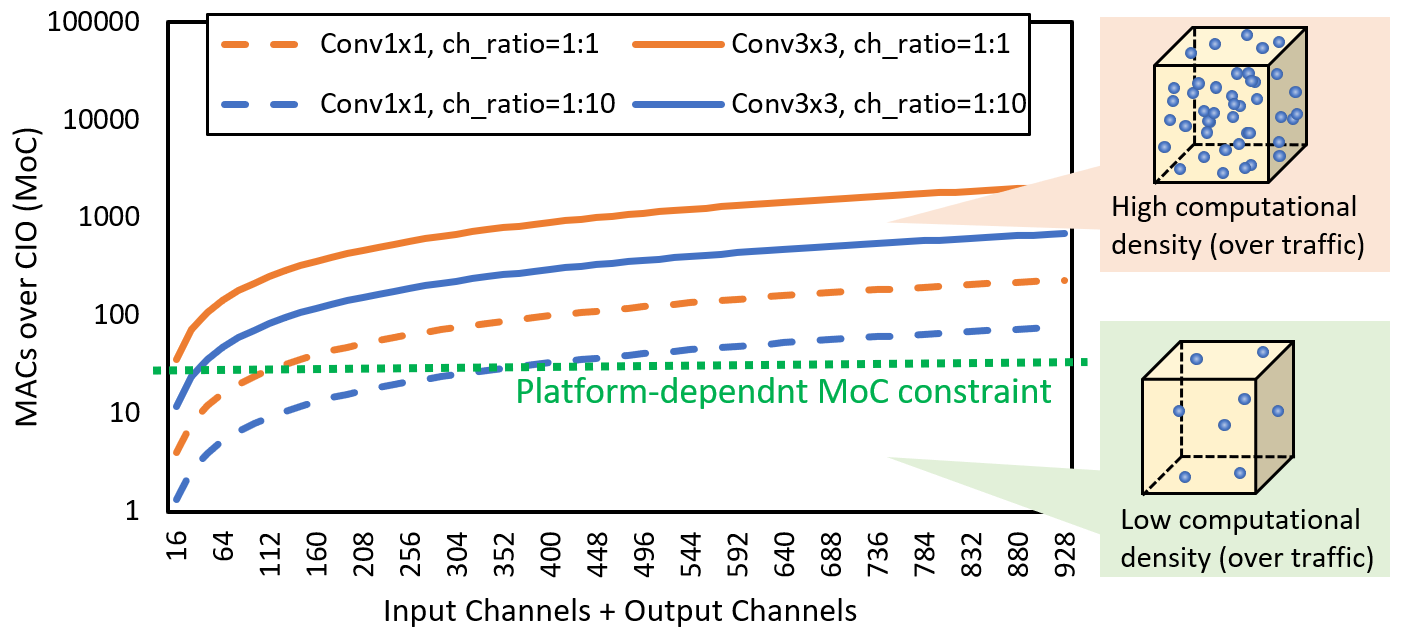 100000
10000
1000
100
10
1
MACs over CIO (MoC)
Conv1x1, ch_ratio=1:1
Conv3x3, ch_ratio=1:1
Conv1x1, ch_ratio=1:10
Conv3x3, ch_ratio=1:10
Platform-dependnt MoC constraint
16
64
112
160
208
256
304
352
400
448
496
544
592
640
688
736
784
832
880
928
Input Channels + Output Channels
High computational
density (over traffic)
Low computational
density (over traffic)